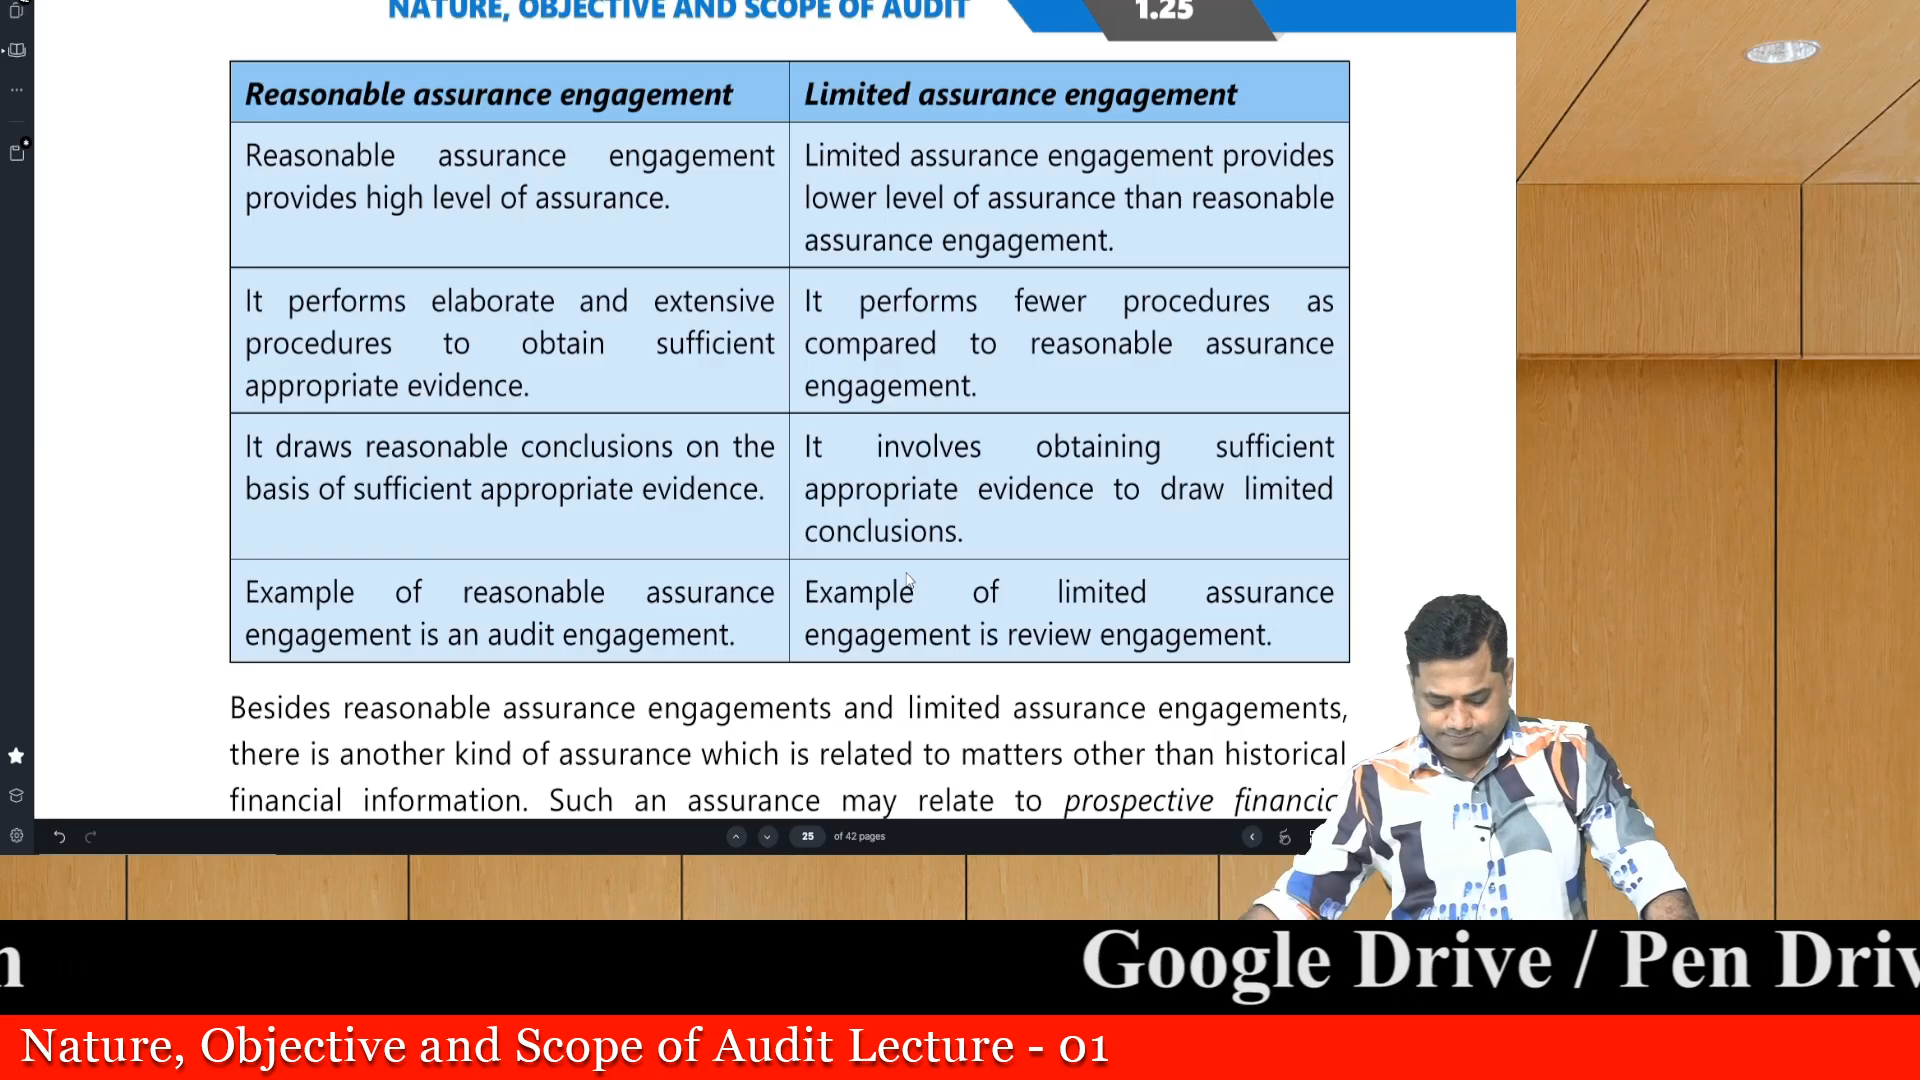 NATURE, OBJECTIVE AND SCOPE OF AUDIT
1.25
Reasonable assurance engagement
Limited assurance engagement
Reasonable assurance engagement
provides high level of assurance.
Limited assurance engagement provides
lower level of assurance than reasonable
assurance engagement.
It performs elaborate and extensive
procedures to obtain sufficient
appropriate evidence.
It performs fewer procedures as
compared to reasonable assurance
engagement.
It draws reasonable conclusions on the
basis of sufficient appropriate evidence.
It involves obtaining sufficient
appropriate evidence to draw limited
conclusions.
Example of reasonable assurance
engagement is an audit engagement.
Example of limited assurance
engagement is review engagement.
Besides reasonable assurance engagements and limited assurance engagements,
there is another kind of assurance which is related to matters other than historical
financial information. Such an assurance may relate to prospective
25 of 42 pages
Google Drive / Pen
Nature, Objective and Scope of Audit Lecture - 01